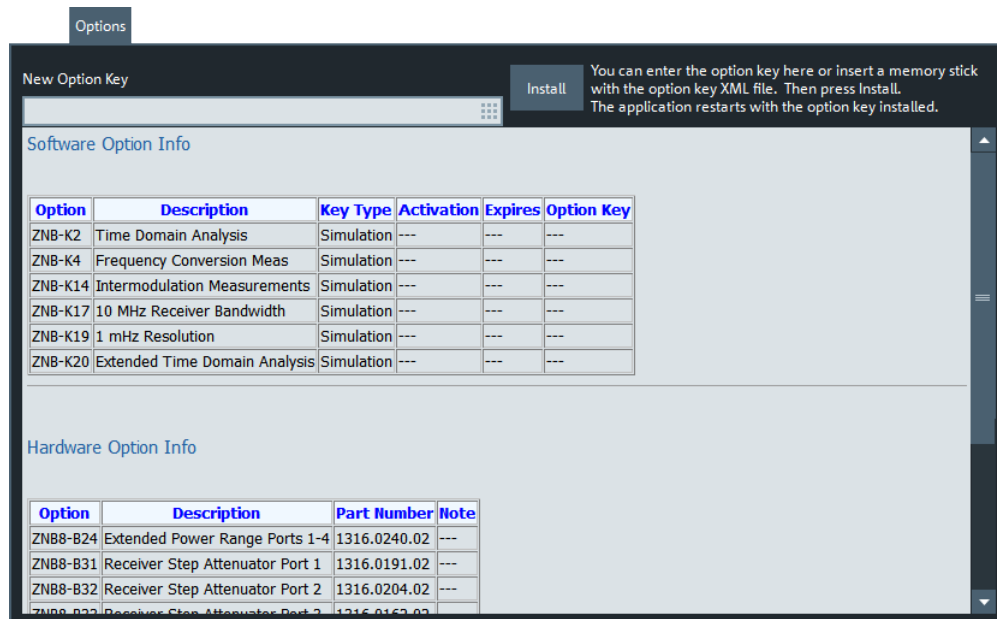 Options
New Option Key
Install
You can enter the option key here or insert a memory stick
with the option key XML file. Then press Install.
The application restarts with the option key installed.
Software Option Info
Option Description Key Type Activation Expires Option Key
ZNB-K2 Time Domain Analysis Simulation --- --- ---
ZNB-K4 Frequency Conversion Meas Simulation --- --- ---
ZNB-K14 Intermodulation Measurements Simulation --- --- ---
ZNB-K17 10 MHz Receiver Bandwidth Simulation --- --- ---
ZNB-K19 1 mHz Resolution Simulation --- --- ---
ZNB-K20 Extended Time Domain Analysis Simulation --- --- ---
Hardware Option Info
Option Description Part Number Note
ZNB8-B24 Extended Power Range Ports 1-4 1316.0240.02 ---
ZNB8-B31 Receiver Step Attenuator Port 1 1316.0191.02 ---
ZNB8-B32 Receiver Step Attenuator Port 2 1316.0204.02 ---
Receiver Step Attenuator Port